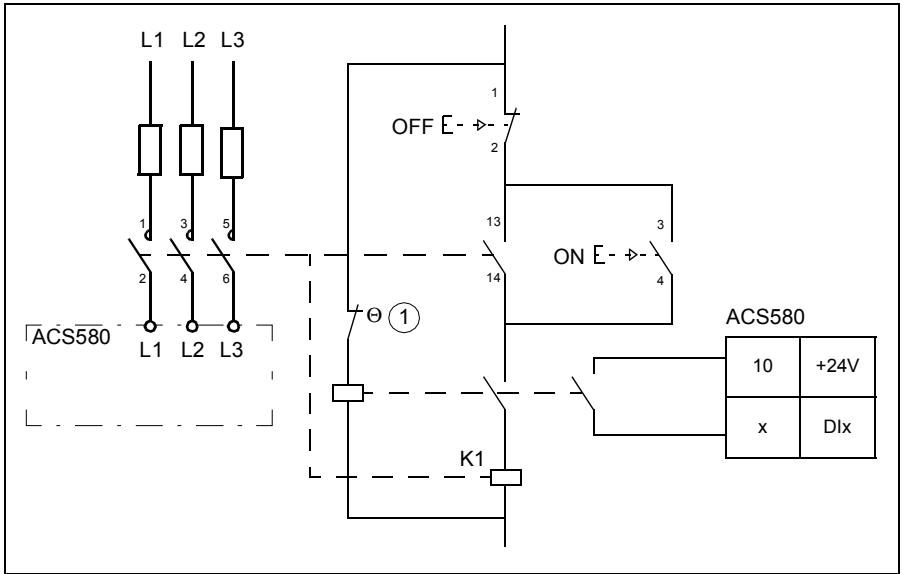 L1 L2 L3
1
OFF
2
1 3 5
13
3
ON
2 4 6
14
4
Θ 1
ACS580
ACS580
L1 L2 L3
10 +24V
x DIx
K1